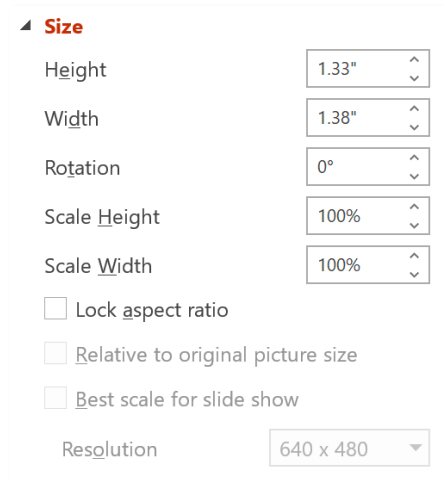 Size
Height 1.33"
Width 1.38"
Rotation 0°
Scale Height 100%
Scale Width 100%
Lock aspect ratio
Relative to original picture size
Best scale for slide show
Resolution 640 x 480